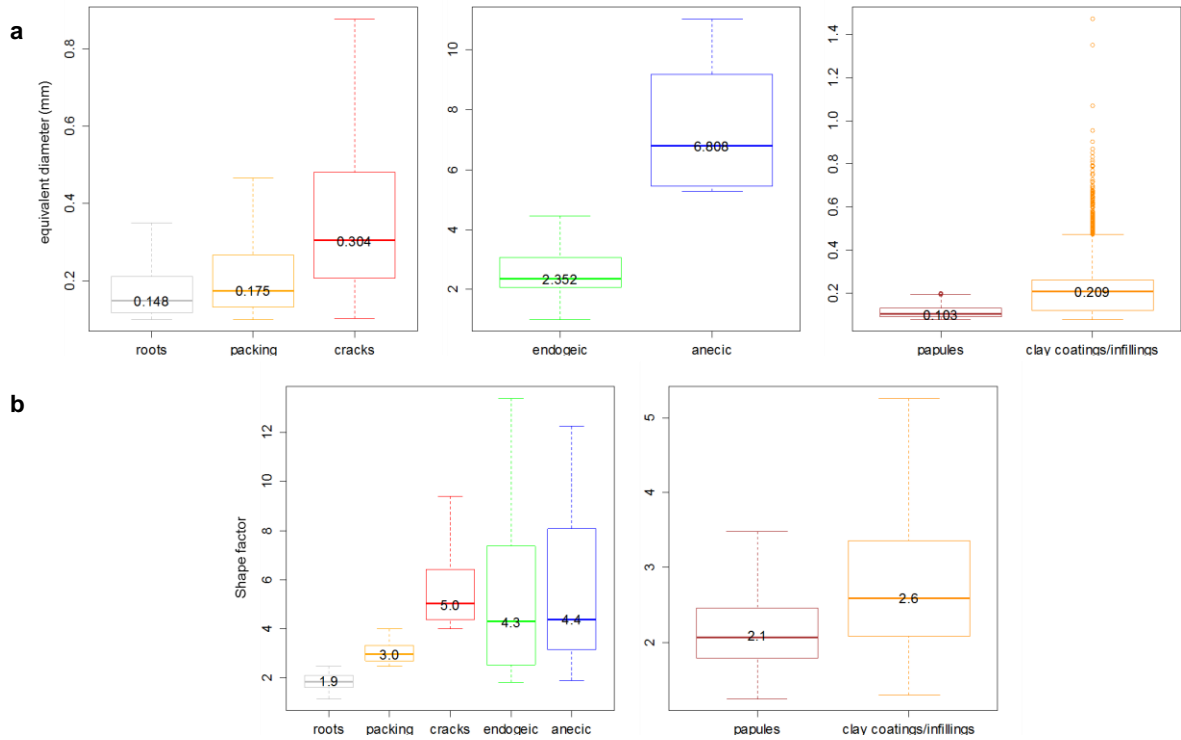 a
equivalent diameter (mm)
0.2 0.4 0.6 0.8
0.148 0.175 0.304
roots packing cracks
2 4 6 8 10
2.352 6.808
endogeic anecic
0.2 0.4 0.6 0.8 1.0 1.2 1.4
0.103 0.209
papules clay coatings/infillings
b
Shape factor
2 4 6 8 10 12
1.9 3.0 5.0 4.3 4.4
roots packing cracks endogeic anecic
2 3 4 5
2.1 2.6
papules clay coatings/infillings